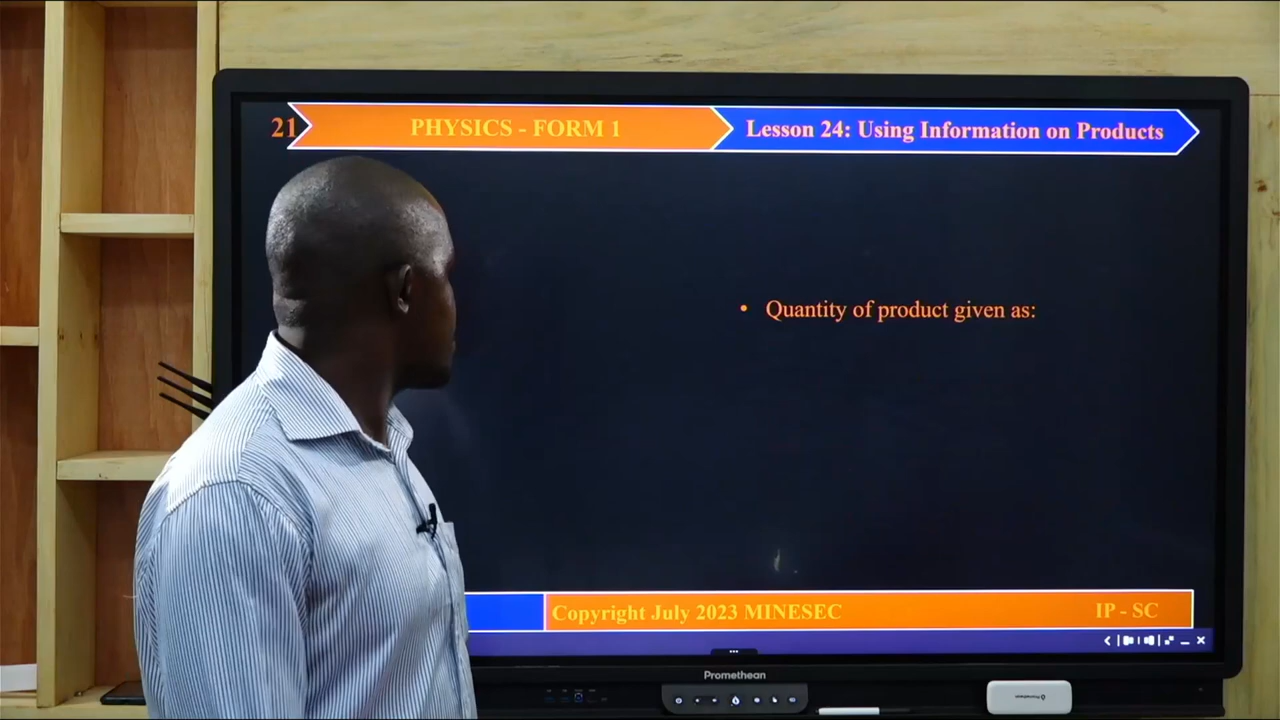 21
PHYSICS - FORM 1
Lesson 24: Using Information on Products
• Quantity of product given as:
Copyright July 2023 MINESEC
IP - SC
Promethean